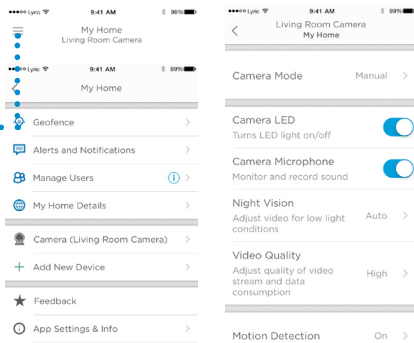 Lyric 9:41 AM 99%
My Home
Living Room Camera
Lyric 9:41 AM 99%
My Home
Geofence
Alerts and Notifications
Manage Users
My Home Details
Camera (Living Room Camera)
Add New Device
Feedback
App Settings & Info
Lyric 9:41 AM 99%
Living Room Camera
My Home
Camera Mode Manual
Camera LED
Turns LED light on/off
Camera Microphone
Monitor and record sound
Night Vision
Adjust video for low light Auto
conditions
Video Quality
Adjust quality of video High
stream and data
consumption
Motion Detection On